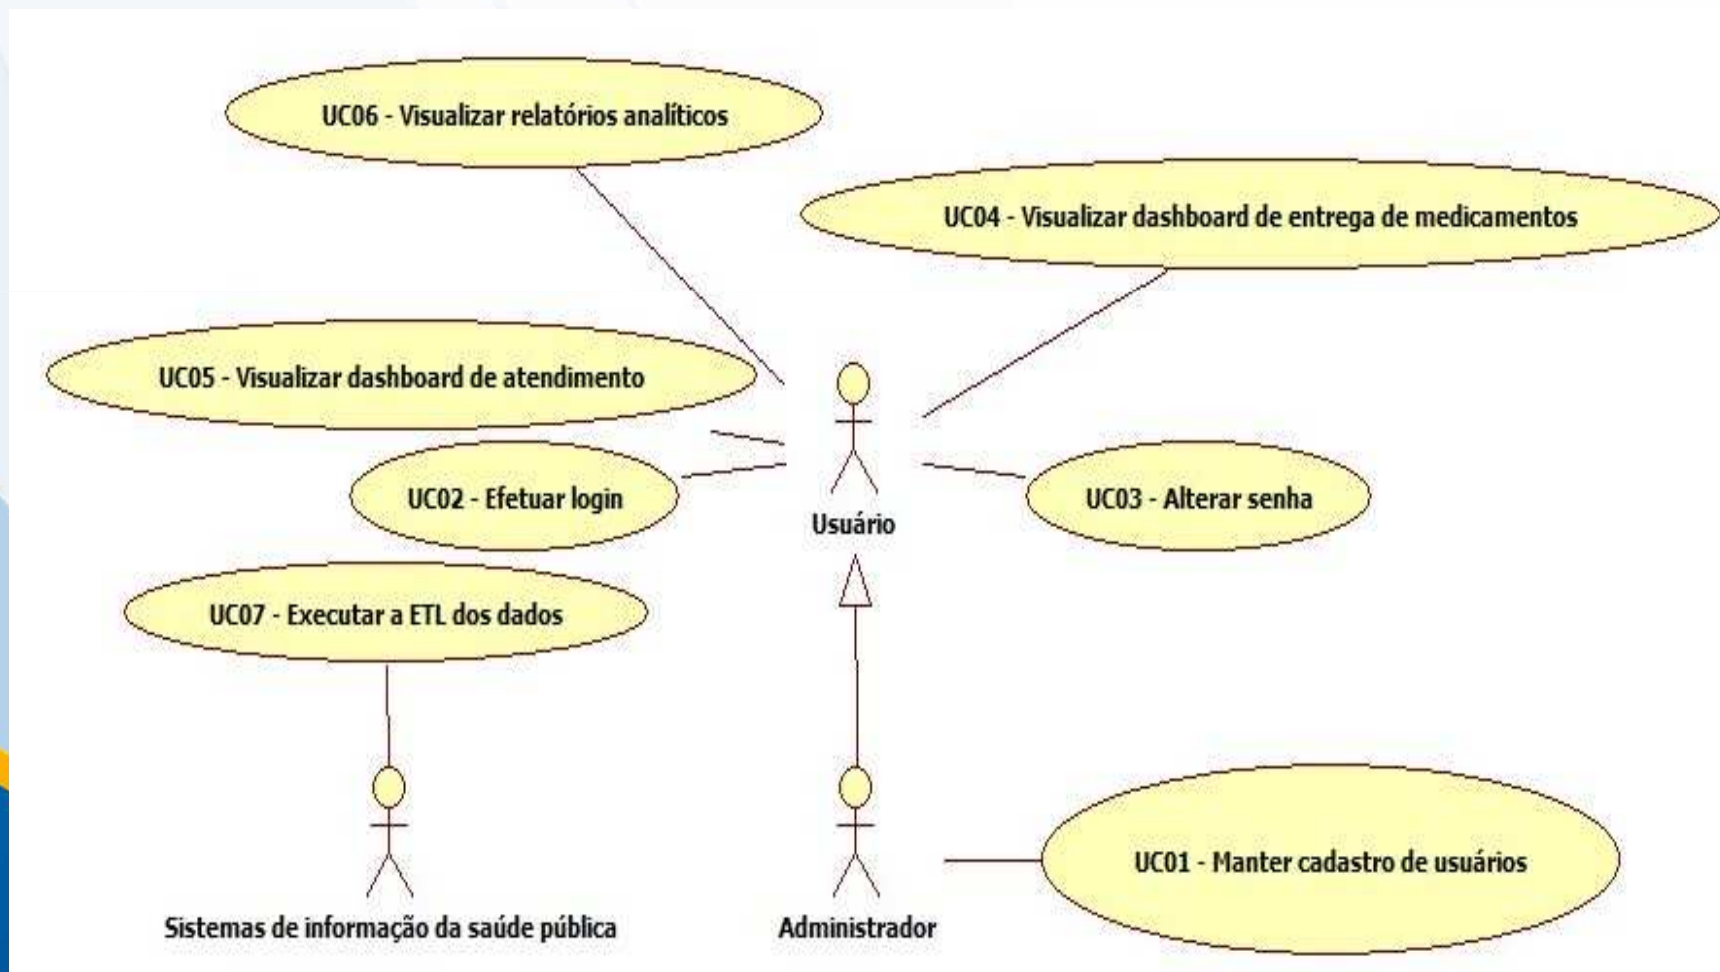 UC06 - Visualizar relatórios analíticos
UC04 - Visualizar dashboard de entrega de medicamentos
UC05 - Visualizar dashboard de atendimento
UC02 - Efetuar login
UC03 - Alterar senha
Usuário
UC07 - Executar a ETL dos dados
UC01 - Manter cadastro de usuários
Sistemas de informação da saúde pública
Administrador